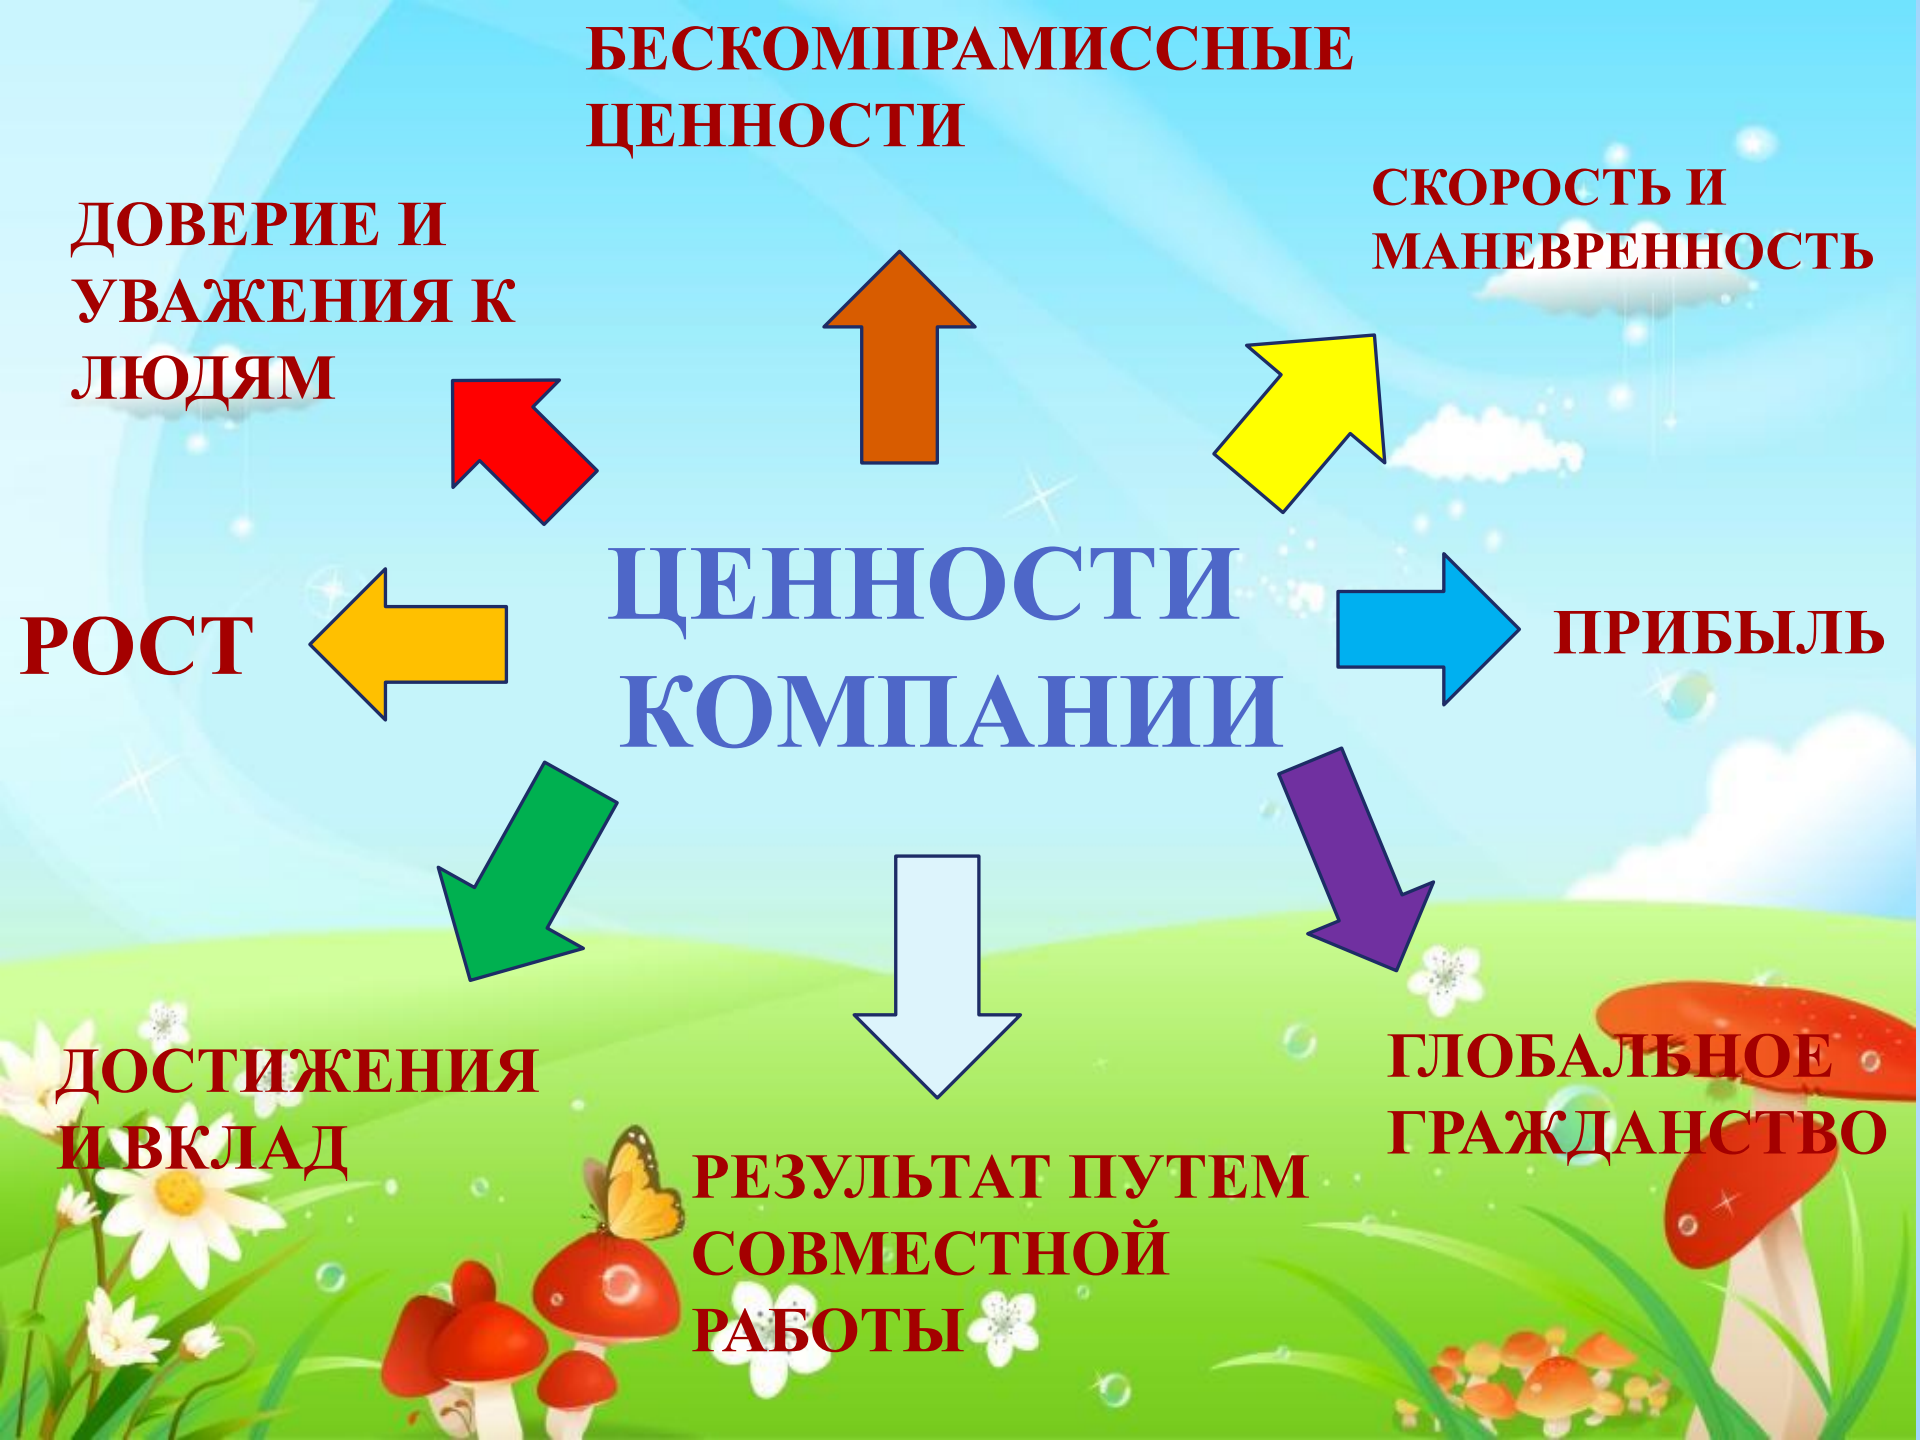 БЕСКОМПРАМИССНЫЕ
ЦЕННОСТИ
СКОРОСТЬ И
МАНЕВРЕННОСТЬ
ДОВЕРИЕ И
УВАЖЕНИЯ К
ЛЮДЯМ
ЦЕННОСТИ
КОМПАНИИ
РОСТ
ПРИБЫЛЬ
ДОСТИЖЕНИЯ
И ВКЛАД
РЕЗУЛЬТАТ ПУТЕМ
СОВМЕСТНОЙ
РАБОТЫ
ГЛОБАЛЬНОЕ
ГРАЖДАНСТВО